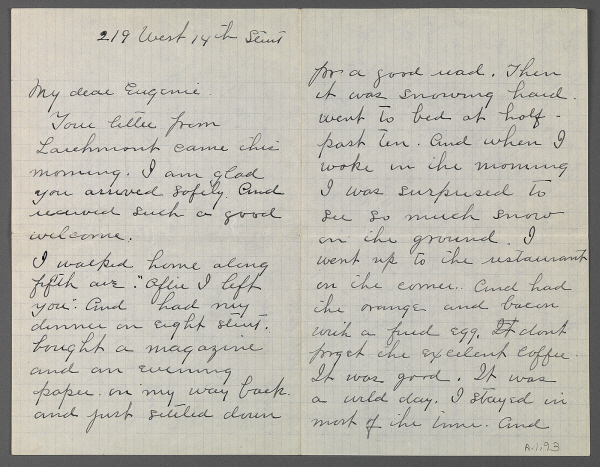 219 West 14th Street
My dear Eugenie.
Your letter from
Larchmont came this
morning. I am glad
you arrived safely. And
received such a good
welcome.
I walked home along
fifth ave. "After I left
you". And had my
dinner on Eight street.
bought a magazine
and an evening
paper. on my way back.
and just settled down
for a good read. Then
it was snowing hard.
went to bed at half-
past Ten. And when I
woke in the morning
I was surprused to
see so much snow
on the ground. I
went up to the restaurant
on the corner.. And had
the orange and bacon
with a fried egg. It dont
forget the excelent coffee.
It was good. It was
a wild day. I stayed in
most of the time. And
A.1,93